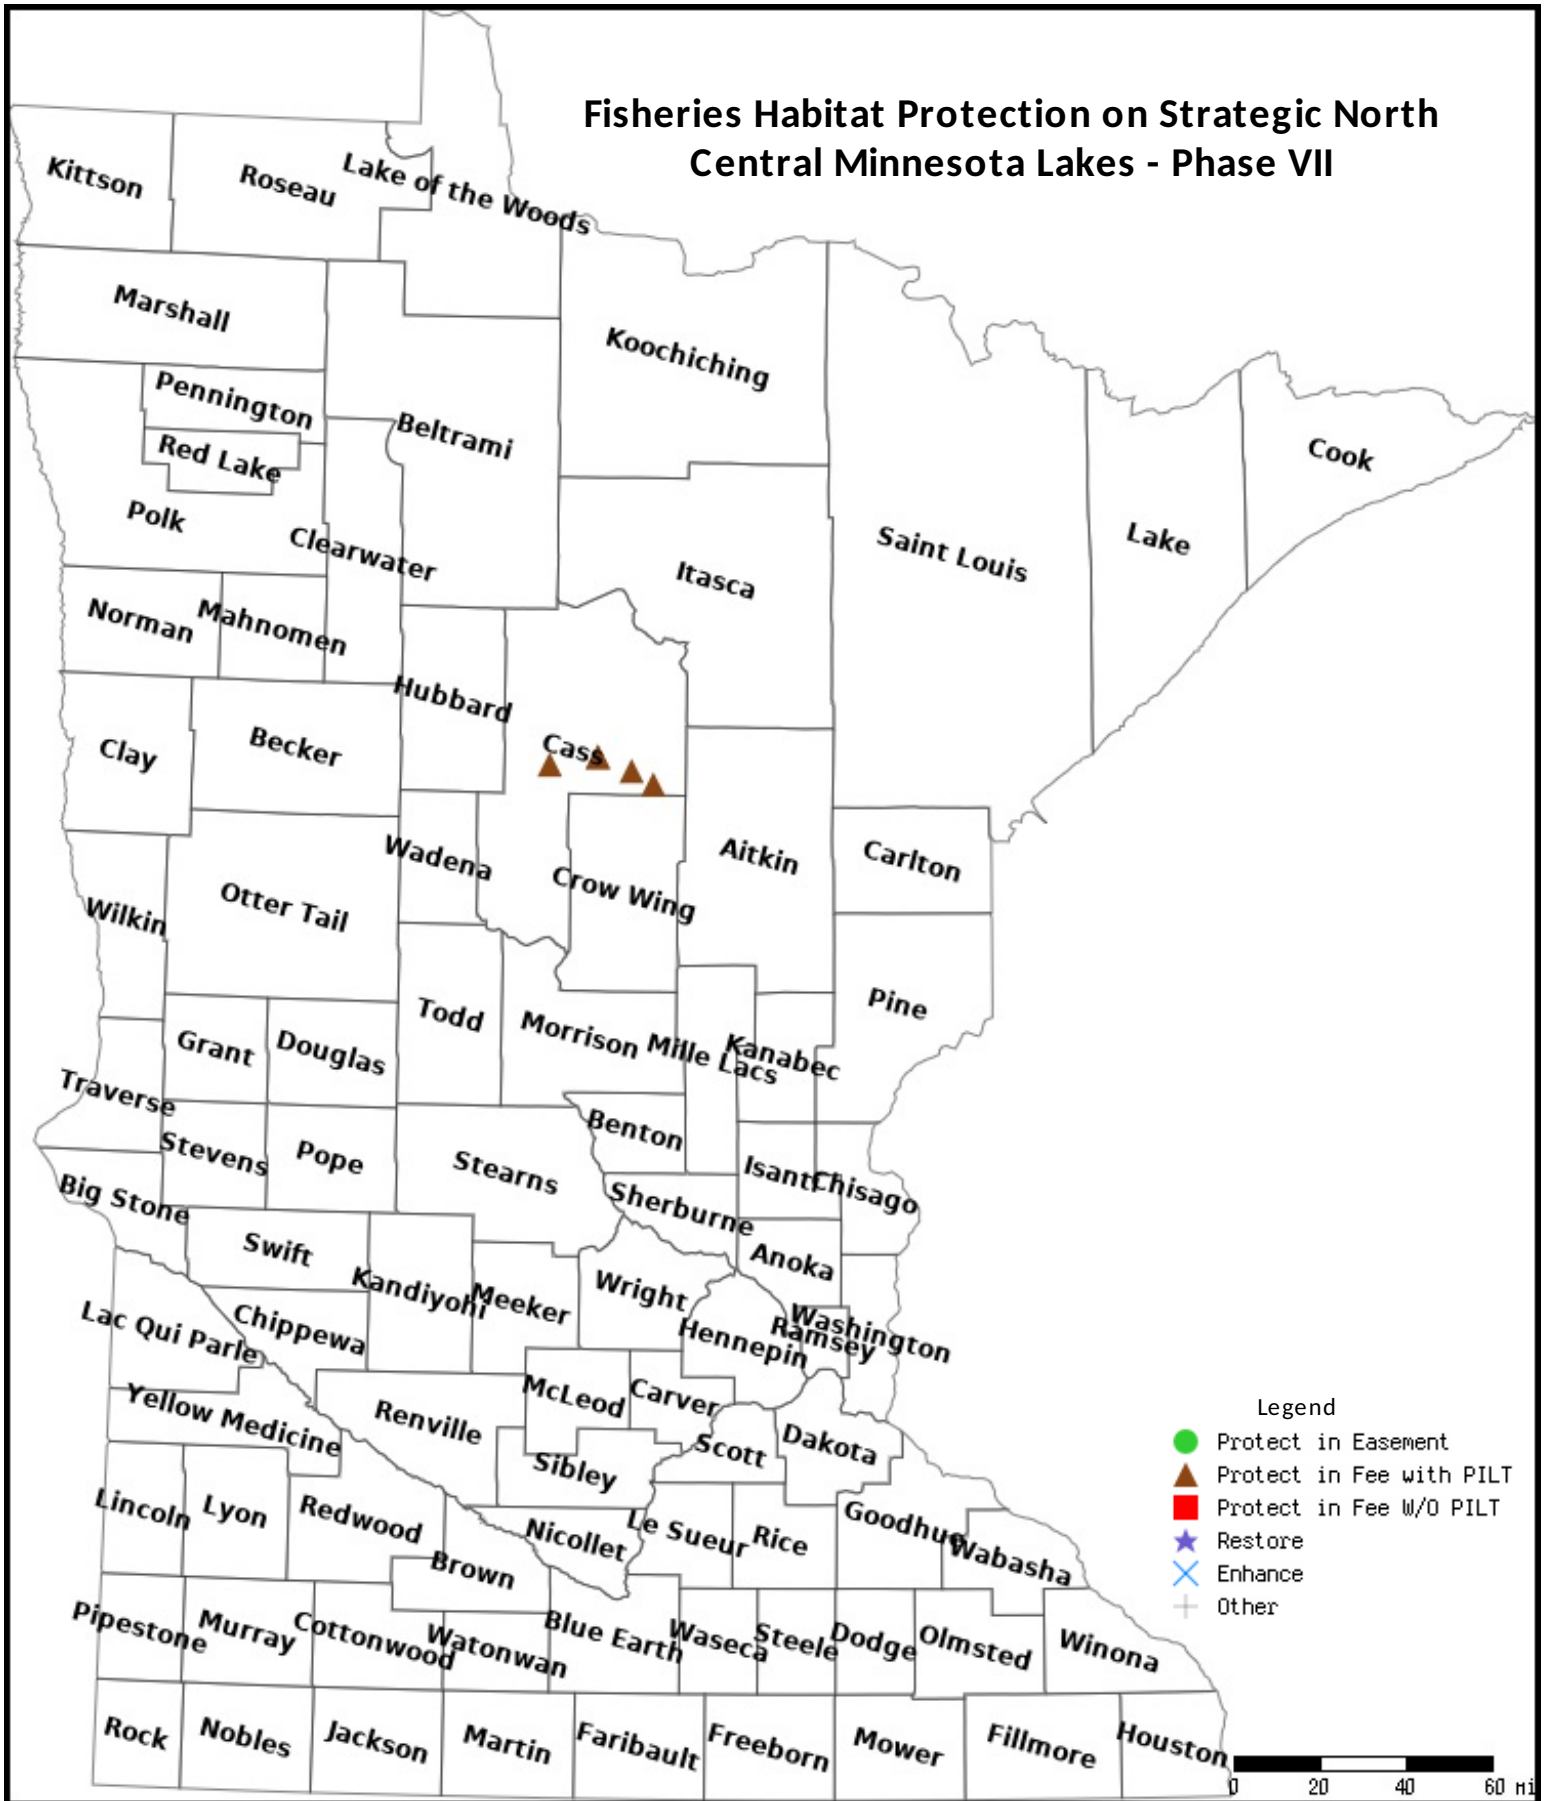 Fisheries Habitat Protection on Strategic North
Central Minnesota Lakes - Phase VII
Kittson
Roseau
Lake of the Woods
Marshall
Koochiching
Pennington
Beltrami
Red Lake
Cook
Polk
Clearwater
Saint Louis
Lake
Itasca
Norman
Mahnomen
Hubbard
Clay
Becker
Cass
Wadena
Aitkin
Carlton
Otter Tail
Crow Wing
Wilkin
Pine
Todd
Morrison
Mille Lacs
Kanabec
Grant
Douglas
Traverse
Benton
Stevens
Pope
Stearns
Isanti
Chisago
Big Stone
Sherburne
Swift
Anoka
Kandiyohi
Meeker
Wright
Lac Qui Parle
Chippewa
Hennepin
Ramsey
Washington
McLeod
Carver
Yellow Medicine
Renville
Scott
Dakota
Sibley
Lincoln
Lyon
Redwood
Nicollet
Le Sueur
Rice
Goodhue
Wabasha
Brown
Pipestone
Murray
Cottonwood
Watonwan
Blue Earth
Waseca
Steele
Dodge
Olmsted
Winona
Rock
Nobles
Jackson
Martin
Faribault
Freeborn
Mower
Fillmore
Houston
Legend
Protect in Easement
Protect in Fee with PILT
Protect in Fee W/O PILT
Restore
Enhance
Other
0 20 40 60 mi